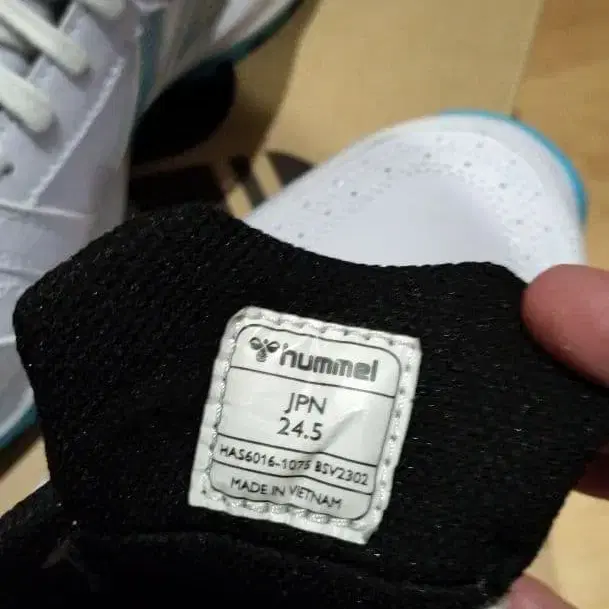 hummel
JPN
24.5
HAS6016-1075 BSV2302
MADE IN VIETNAM